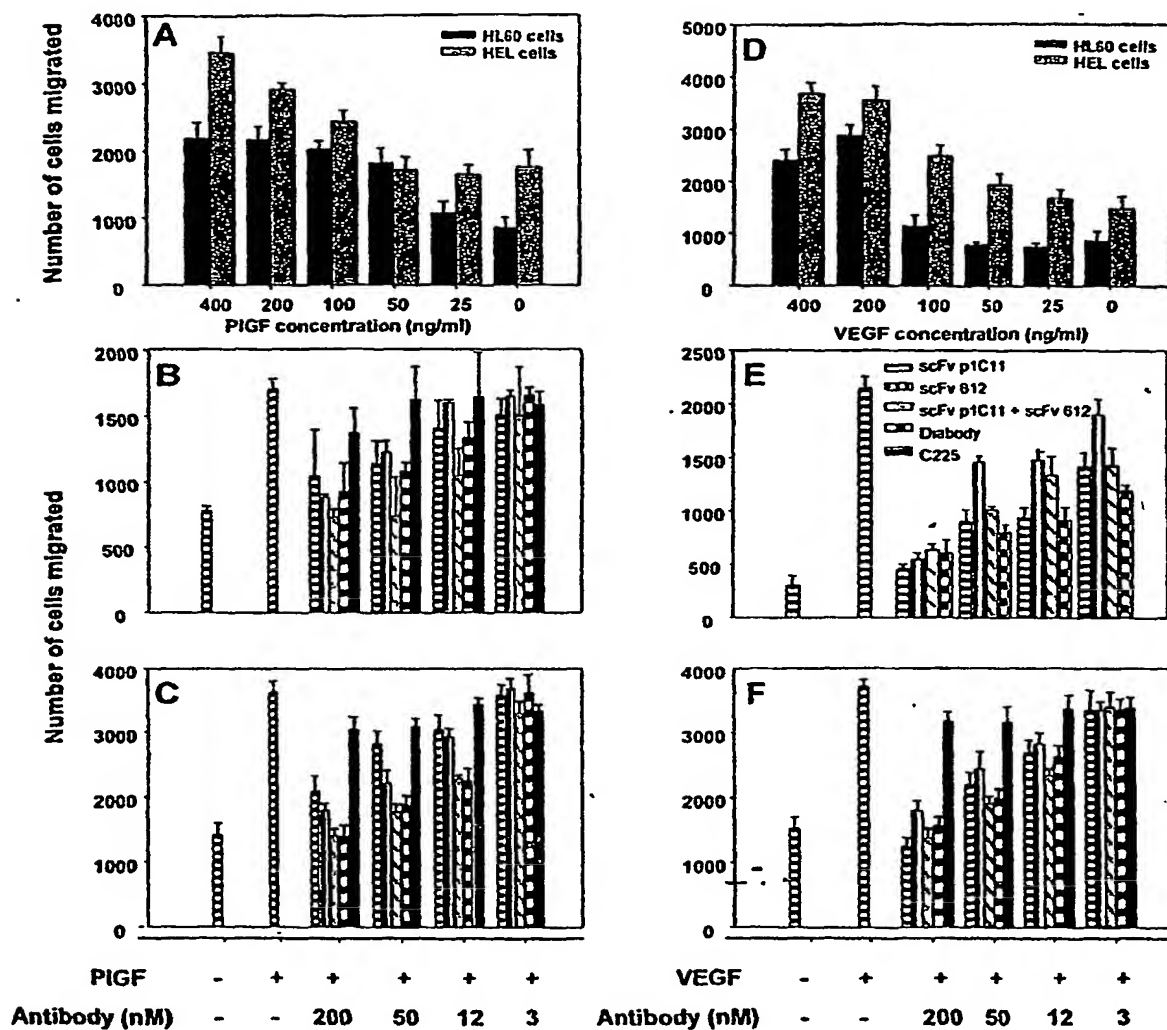 A
HL60 cells
HEL cells
Number of cells migrated
4000
3000
2000
1000
0
400 200 100 50 25 0
PlGF concentration (ng/ml)
D
HL60 cells
HEL cells
5000
4000
3000
2000
1000
0
400 200 100 50 25 0
VEGF concentration (ng/ml)
B
2000
1500
1000
500
0
E
scFv p1C11
scFv 612
scFv p1C11 + scFv 612
Diabody
C225
2500
2000
1500
1000
500
0
Number of cells migrated
C
4000
3000
2000
1000
0
F
4000
3000
2000
1000
0
PlGF - + + + + +
Antibody (nM) - - 200 50 12 3
VEGF - + + + + +
Antibody (nM) - - 200 50 12 3